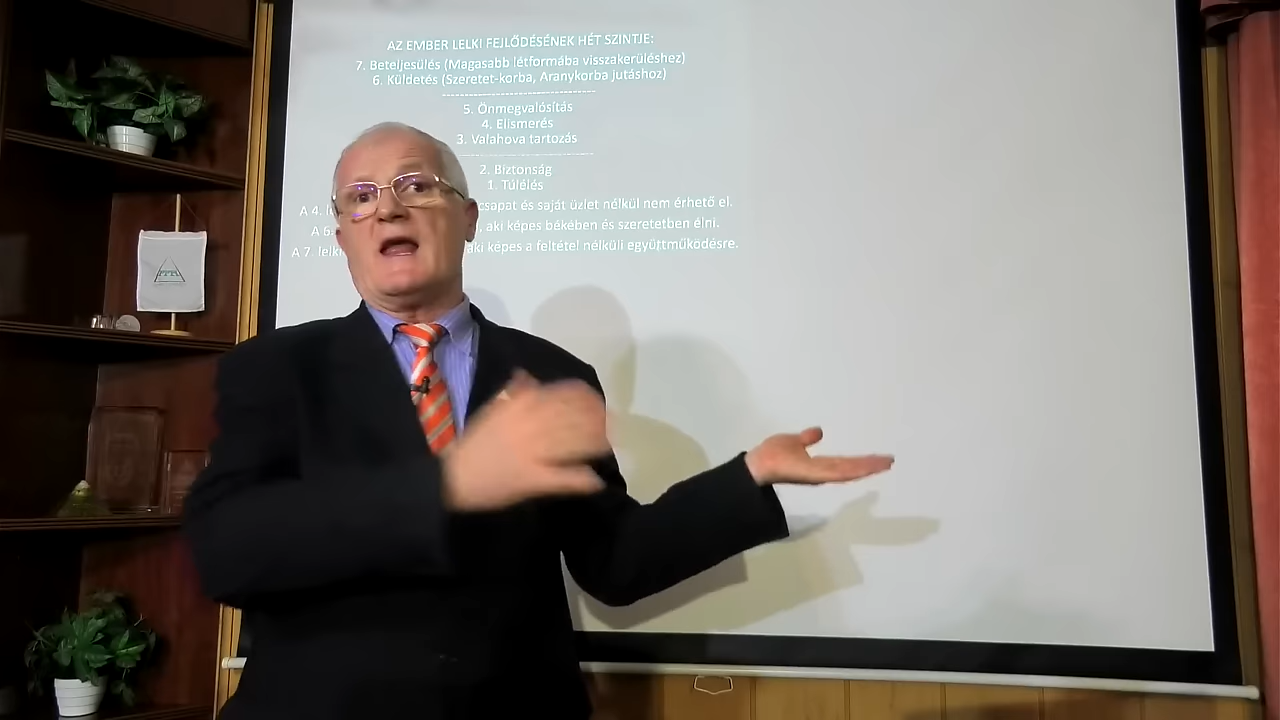 AZ EMBER LELKI FEJLŐDÉSÉNEK HÉT SZINTJE:
7. Beteljesülés (Magasabb létformába visszakerüléshez)
6. Küldetés (Szeretet-korba, Aranykorba jutáshoz)
5. Önmegvalósítás
4. Elismerés
3. Valahova tartozás
2. Biztonság
1. Túlélés
A 4. csapat és saját üzlet nélkül nem érhető el.
A 6. aki képes békében és szeretetben élni.
A 7. lelki aki képes a feltétel nélküli együttműködésre.